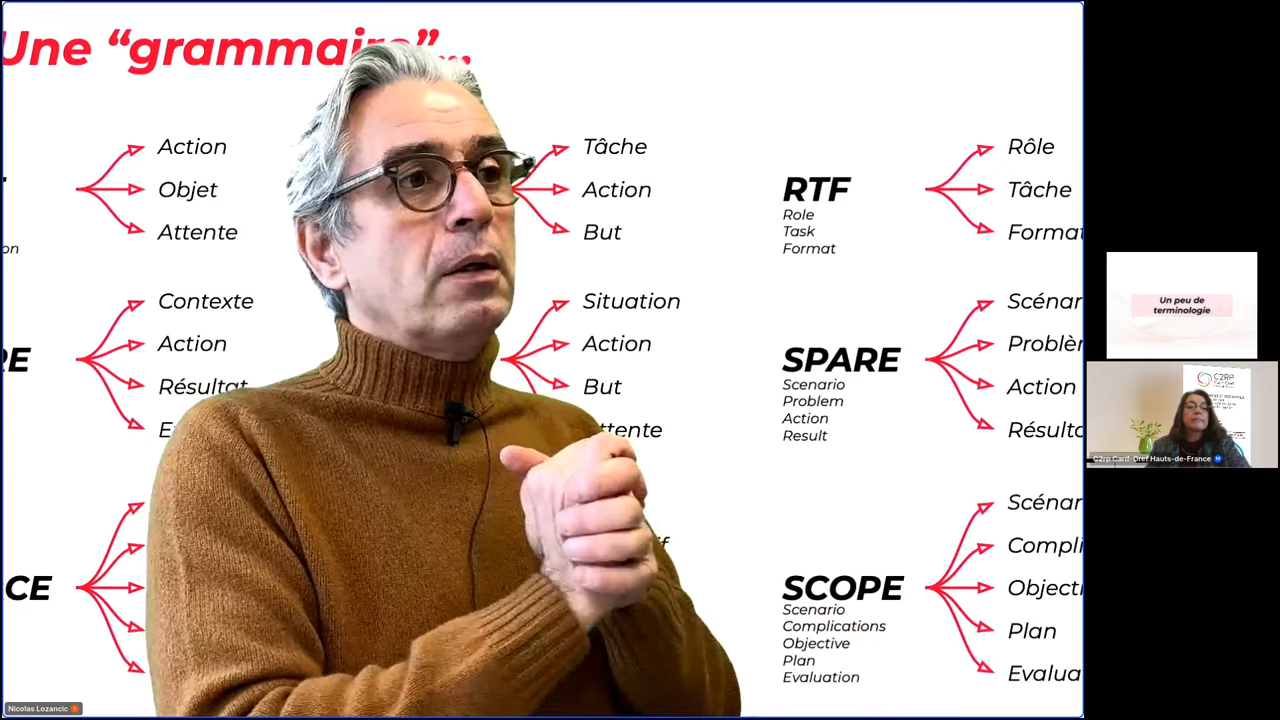 Une “grammaire”...
Action
Objet
Attente
on
Contexte
Action
Résultat
RE
CE
Tâche
Action
But
Situation
Action
But
ttente
f
RTF
Role
Task
Format
Rôle
Tâche
Format
SPARE
Scenario
Problem
Action
Result
Scénar
Problèr
Action
Résulta
SCOPE
Scenario
Complications
Objective
Plan
Evaluation
Scénar
Compli
Objecti
Plan
Evalua
Un peu de
terminologie
C2RP
C2rp Carif-Oref Hauts-de-France
Nicolas Lozancic